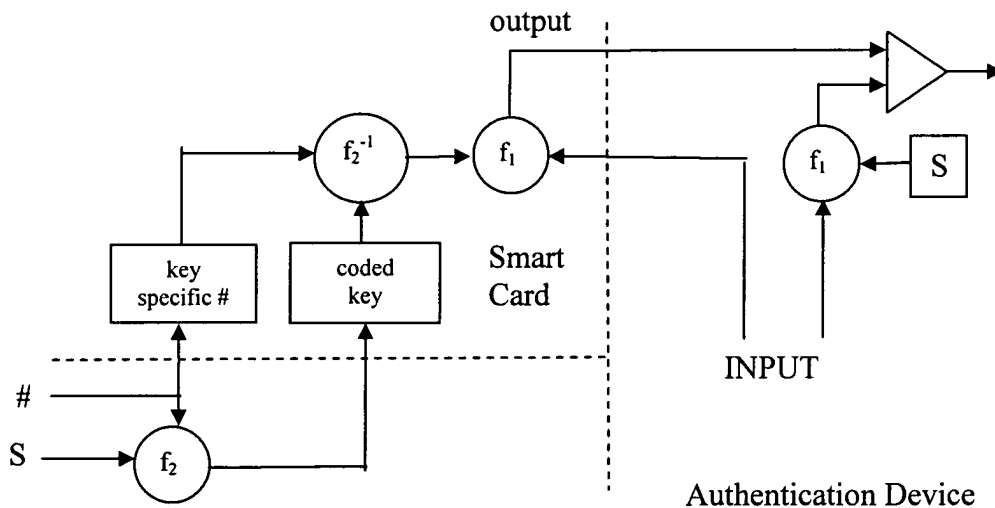 output
f₂⁻¹
f₁
f₁
S
key
specific #
coded
key
Smart
Card
INPUT
#
S
f₂
Authentication Device